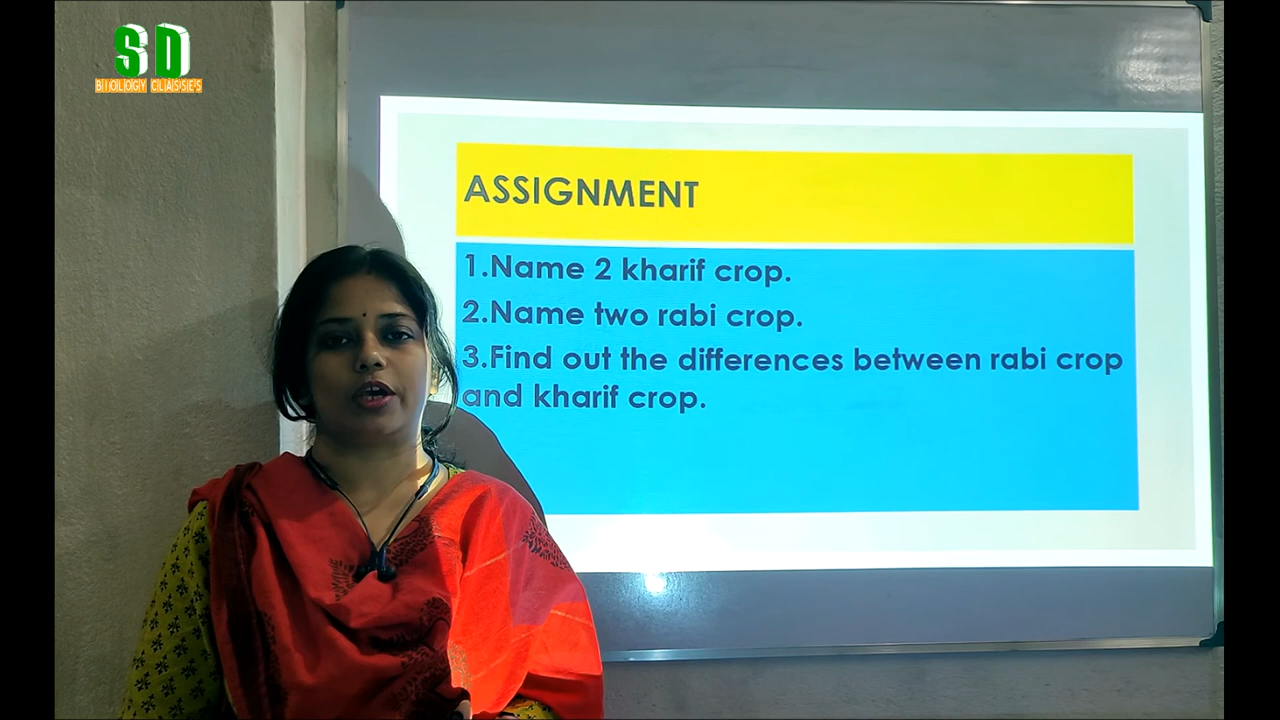 SD
BIOLOGY CLASSES
ASSIGNMENT
1.Name 2 kharif crop.
2.Name two rabi crop.
3.Find out the differences between rabi crop
and kharif crop.